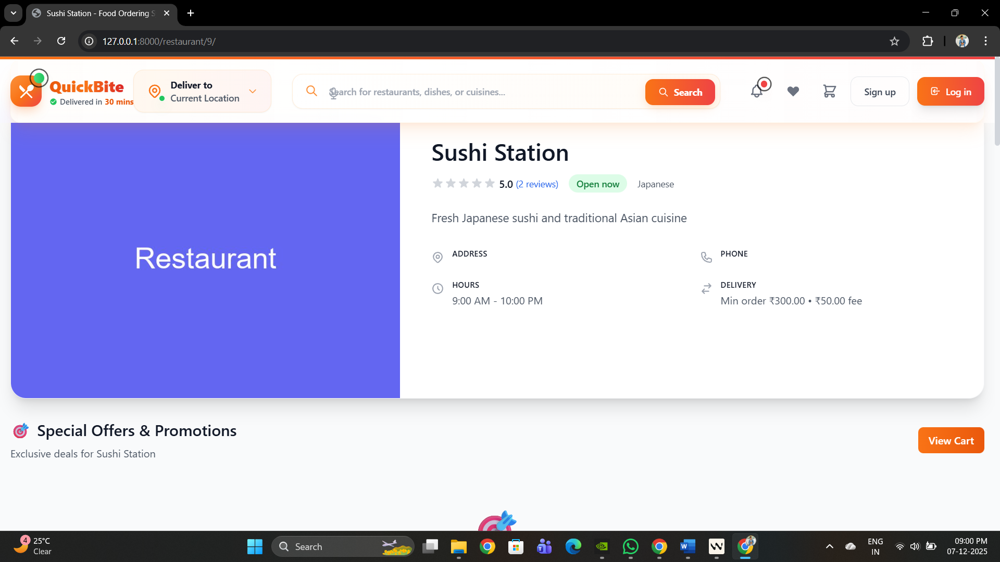 Sushi Station - Food Ordering S
127.0.0.1:8000/restaurant/9/
QuickBite
Delivered in 30 mins
Deliver to
Current Location
Search for restaurants, dishes, or cuisines...
Search
Sign up
Log in
Restaurant
Sushi Station
5.0 (2 reviews)
Open now
Japanese
Fresh Japanese sushi and traditional Asian cuisine
ADDRESS
PHONE
HOURS
9:00 AM - 10:00 PM
DELIVERY
Min order ₹300.00 • ₹50.00 fee
Special Offers & Promotions
Exclusive deals for Sushi Station
View Cart
4
25°C
Clear
Search
ENG
IN
09:00 PM
07-12-2025